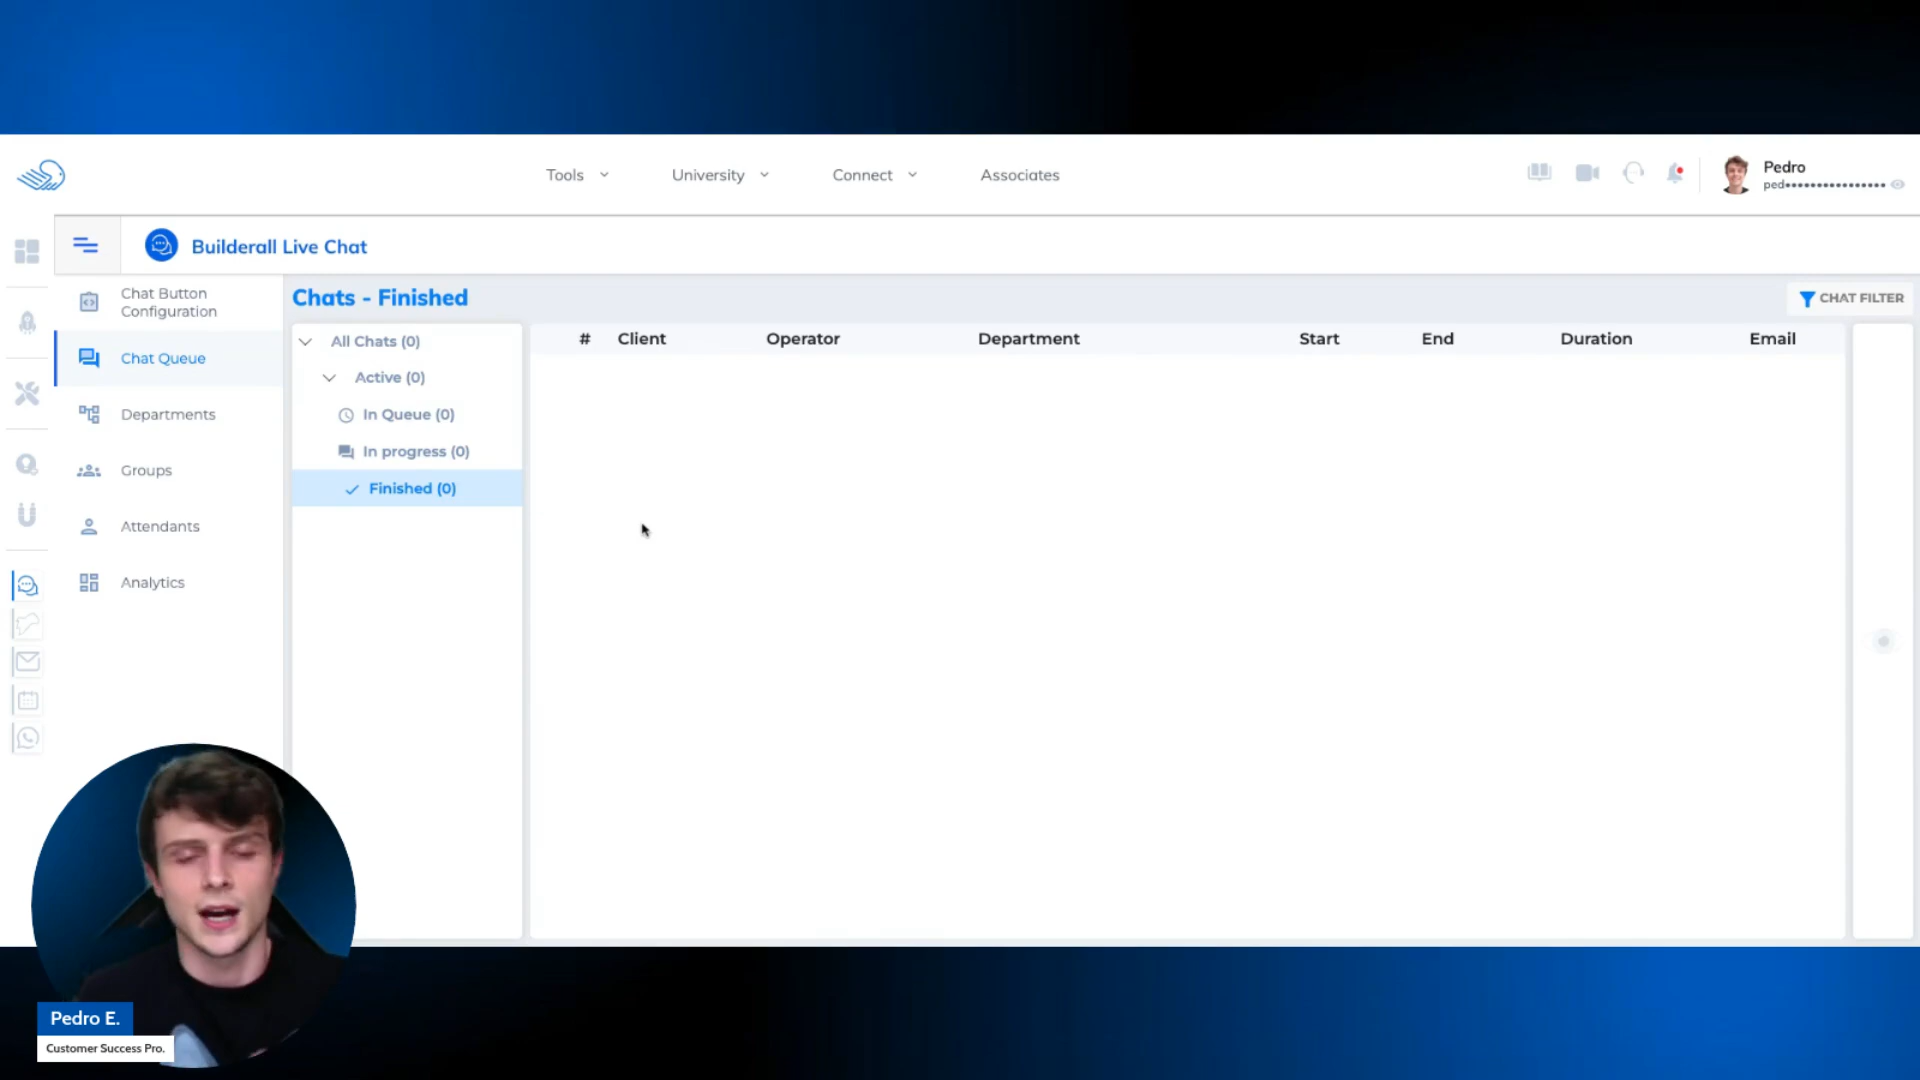 Tools
University
Connect
Associates
Pedro
ped••••••••••••••••
Builderall Live Chat
Chat Button
Configuration
Chat Queue
Departments
Groups
Attendants
Analytics
Chats - Finished
CHAT FILTER
All Chats (0)
Active (0)
In Queue (0)
In progress (0)
Finished (0)
# Client Operator Department Start End Duration Email
Pedro E.
Customer Success Pro.